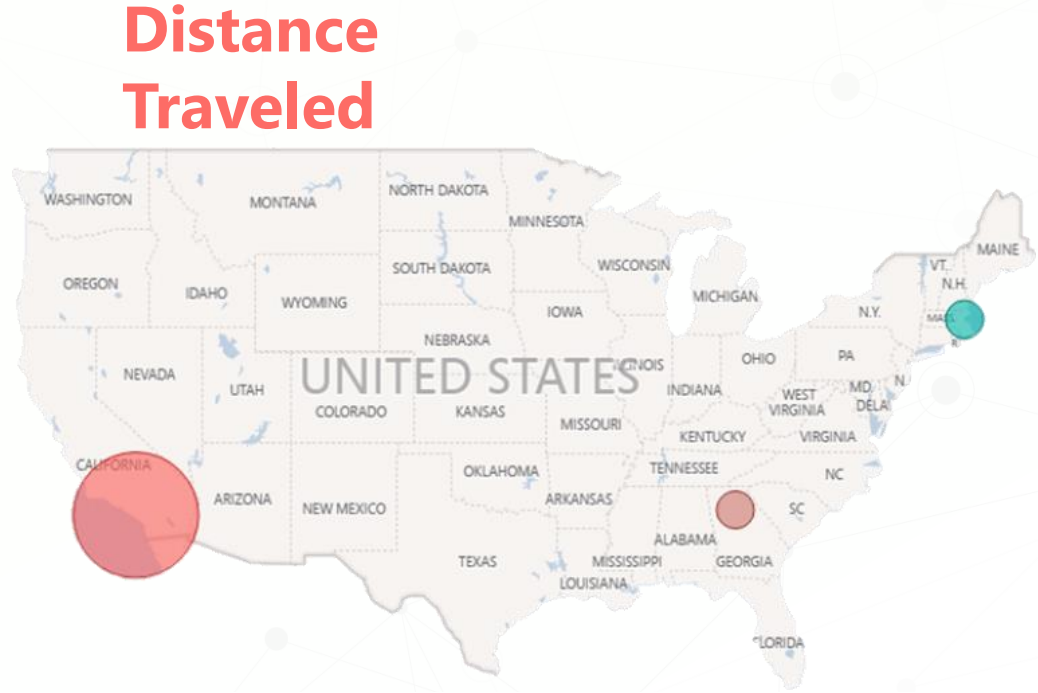 Distance
Traveled
WASHINGTON
MONTANA
NORTH DAKOTA
MINNESOTA
MAINE
VT.
N.H.
OREGON
IDAHO
WYOMING
SOUTH DAKOTA
WISCONSIN
MICHIGAN
IOWA
N.Y.
NEBRASKA
NEVADA
UTAH
UNITED STATES
INDIANA
OHIO
PA
COLORADO
KANSAS
MISSOURI
WEST
VIRGINIA
MD
DELA
KENTUCKY
VIRGINIA
CALIFORNIA
ARIZONA
NEW MEXICO
OKLAHOMA
ARKANSAS
TENNESSEE
NC
SC
TEXAS
LOUISIANA
MISSISSIPPI
ALABAMA
GEORGIA
FLORIDA